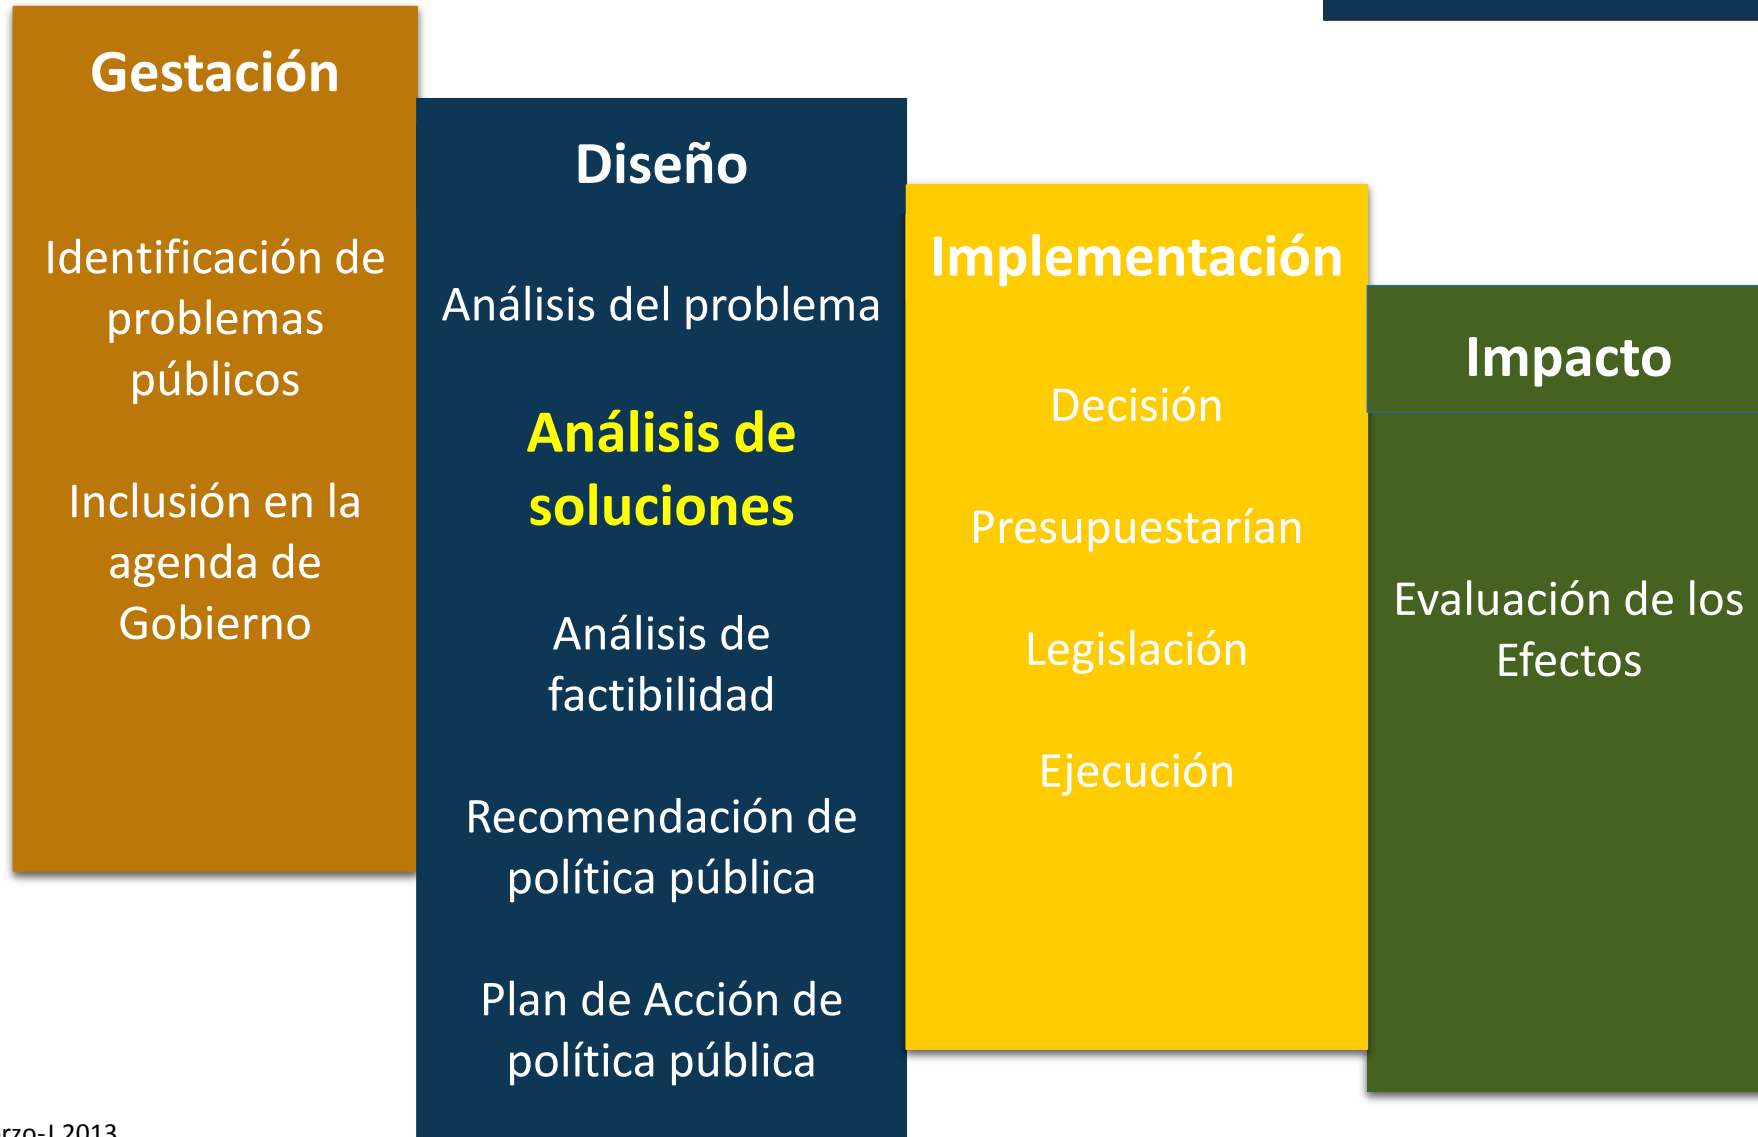 Gestación
Identificación de
problemas
públicos
Inclusión en la
agenda de
Gobierno
Diseño
Análisis del problema
Análisis de
soluciones
Análisis de
factibilidad
Recomendación de
política pública
Plan de Acción de
política pública
Implementación
Decisión
Presupuestarían
Legislación
Ejecución
Impacto
Evaluación de los
Efectos
2013